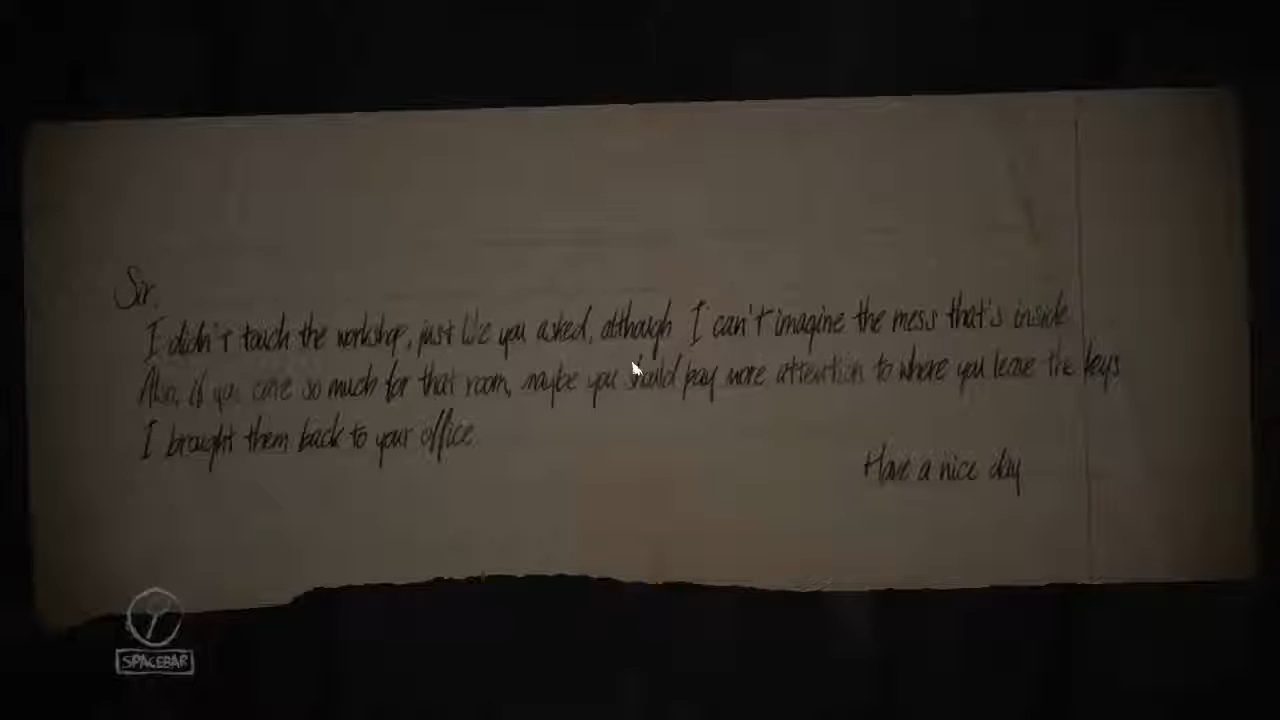 Sir.
I didn't touch the workshop, just like you asked, although I can't imagine the mess that's inside
Also, if you care so much for that room, maybe you should pay more attention to where you leave the keys
I brought them back to your office
Have a nice day
SPACEBAR